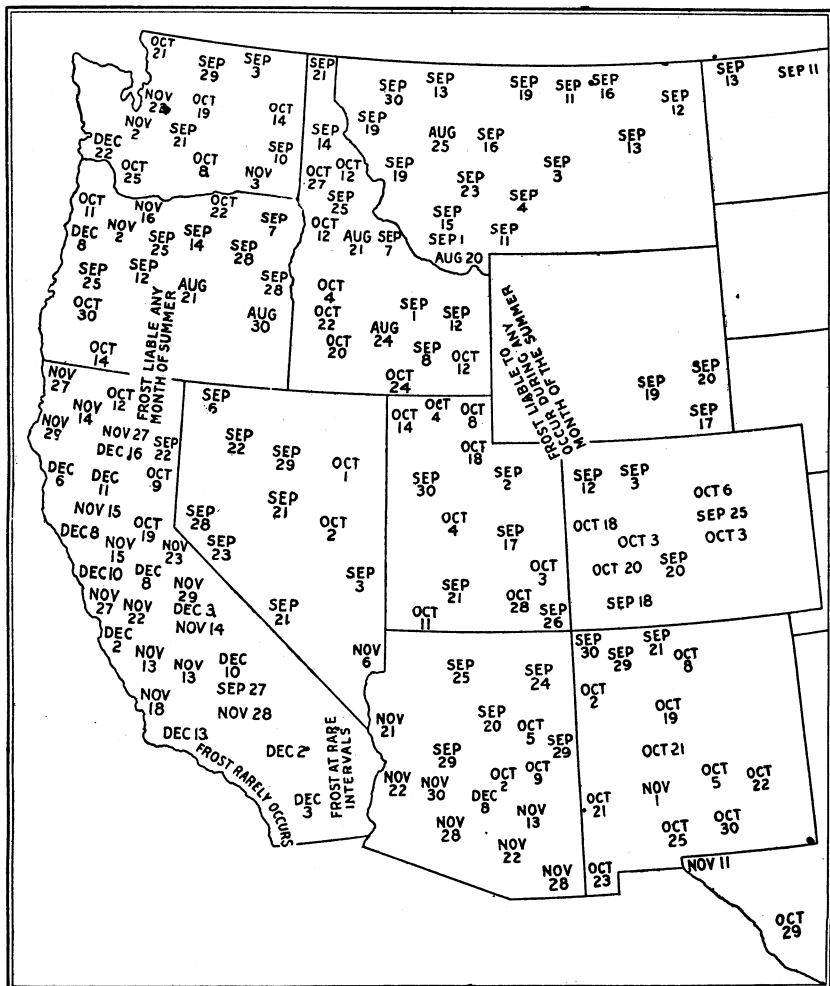 OCT
21
SEP
29
SEP
3
SEP
21
NOV
OCT
19
OCT
14
NOV
2
SEP
21
DEC
22
SEP
10
OCT
25
OCT
8
NOV
3
SEP
30
SEP
13
SEP
19
SEP
11
SEP
16
SEP
12
SEP
13
SEP 11
SEP
19
AUG
25
SEP
16
SEP
13
SEP
14
OCT
27
OCT
12
SEP
19
SEP
3
SEP
23
SEP
4
SEP
25
SEP
15
OCT
12
AUG
21
SEP
7
SEP 1
SEP
11
AUG 20
OCT
11
NOV
16
OCT
22
SEP
7
DEC
8
NOV
2
SEP
25
SEP
14
SEP
28
SEP
25
SEP
12
AUG
21
SEP
28
OCT
30
AUG
30
OCT
14
FROST LIABLE ANY
MONTH OF SUMMER
OCT
4
OCT
22
SEP
1
SEP
12
OCT
20
AUG
24
SEP
8
OCT
12
OCT
24
FROST LIABLE TO
OCCUR DURING ANY
MONTH OF THE SUMMER
SEP
19
SEP
20
SEP
17
NOV
27
OCT
12
NOV
14
NOV
29
NOV 27
DEC 16
SEP
22
DEC
6
DEC
11
OCT
9
NOV 15
DEC 8
OCT
19
NOV
15
NOV
23
DEC 10
DEC
8
NOV
29
NOV
27
NOV
22
DEC 3
NOV 14
DEC
2
NOV
13
NOV
13
DEC
10
SEP 27
NOV
18
NOV 28
DEC 13
DEC 2
DEC
3
FROST RARELY OCCURS
FROST AT RARE
INTERVALS
SEP
6
SEP
22
SEP
29
OCT
1
SEP
21
SEP
28
OCT
2
SEP
23
SEP
3
SEP
21
NOV
6
OCT
14
OCT
4
OCT
8
OCT
18
SEP
30
SEP
2
OCT
4
SEP
17
OCT
3
SEP
21
OCT
28
OCT
11
SEP
26
SEP
12
SEP
3
OCT 6
SEP 25
OCT 18
OCT 3
OCT 3
OCT 20
SEP
20
SEP 18
SEP
25
SEP
24
NOV
21
SEP
20
OCT
5
SEP
29
SEP
29
NOV
22
NOV
30
OCT
2
OCT
9
DEC
8
NOV
28
NOV
13
NOV
22
NOV
28
SEP
30
SEP
29
SEP
21
OCT
8
OCT
2
OCT
19
OCT 21
NOV
1
OCT
5
OCT
22
OCT
21
OCT
25
OCT
30
OCT
23
NOV 11
OCT
29